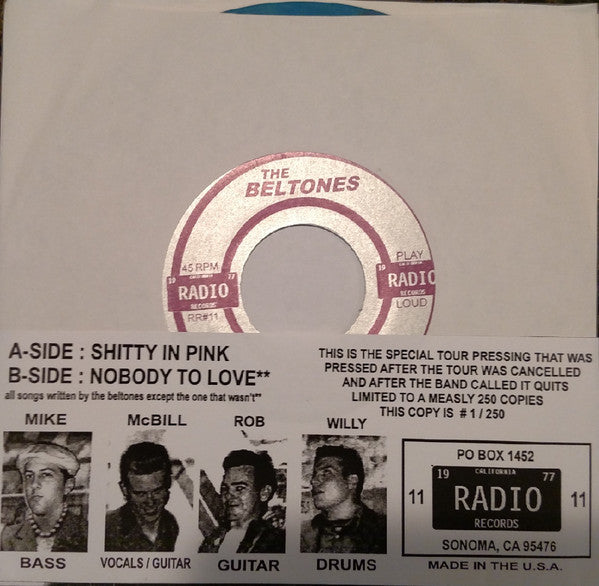 THE
BELTONES
45 RPM
19 77
RADIO
RECORDS
RR#11
PLAY
CALIFORNIA
19
RADIO
RECORDS
LOUD
A-SIDE : SHITTY IN PINK
B-SIDE : NOBODY TO LOVE**
all songs written by the beltones except the one that wasn't**
THIS IS THE SPECIAL TOUR PRESSING THAT WAS
PRESSED AFTER THE TOUR WAS CANCELLED
AND AFTER THE BAND CALLED IT QUITS
LIMITED TO A MEASLY 250 COPIES
THIS COPY IS # 1 / 250
MIKE
BASS
McBILL
VOCALS / GUITAR
ROB
GUITAR
WILLY
DRUMS
PO BOX 1452
CALIFORNIA
19 77
11 RADIO 11
RECORDS
SONOMA, CA 95476
MADE IN THE U.S.A.